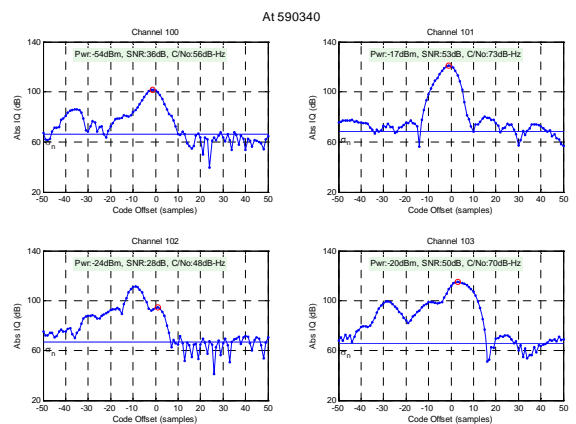 At 590340
Channel 100
Pwr:-54dBm, SNR:36dB, C/No:56dB-Hz
140
100
60
20
Abs IQ (dB)
σn
-50 -40 -30 -20 -10 0 10 20 30 40 50
Code Offset (samples)
Channel 101
Pwr:-17dBm, SNR:53dB, C/No:73dB-Hz
140
100
60
20
Abs IQ (dB)
σn
-50 -40 -30 -20 -10 0 10 20 30 40 50
Code Offset (samples)
Channel 102
Pwr:-24dBm, SNR:28dB, C/No:48dB-Hz
140
100
60
20
Abs IQ (dB)
σn
-50 -40 -30 -20 -10 0 10 20 30 40 50
Code Offset (samples)
Channel 103
Pwr:-20dBm, SNR:50dB, C/No:70dB-Hz
140
100
60
20
Abs IQ (dB)
σn
-50 -40 -30 -20 -10 0 10 20 30 40 50
Code Offset (samples)